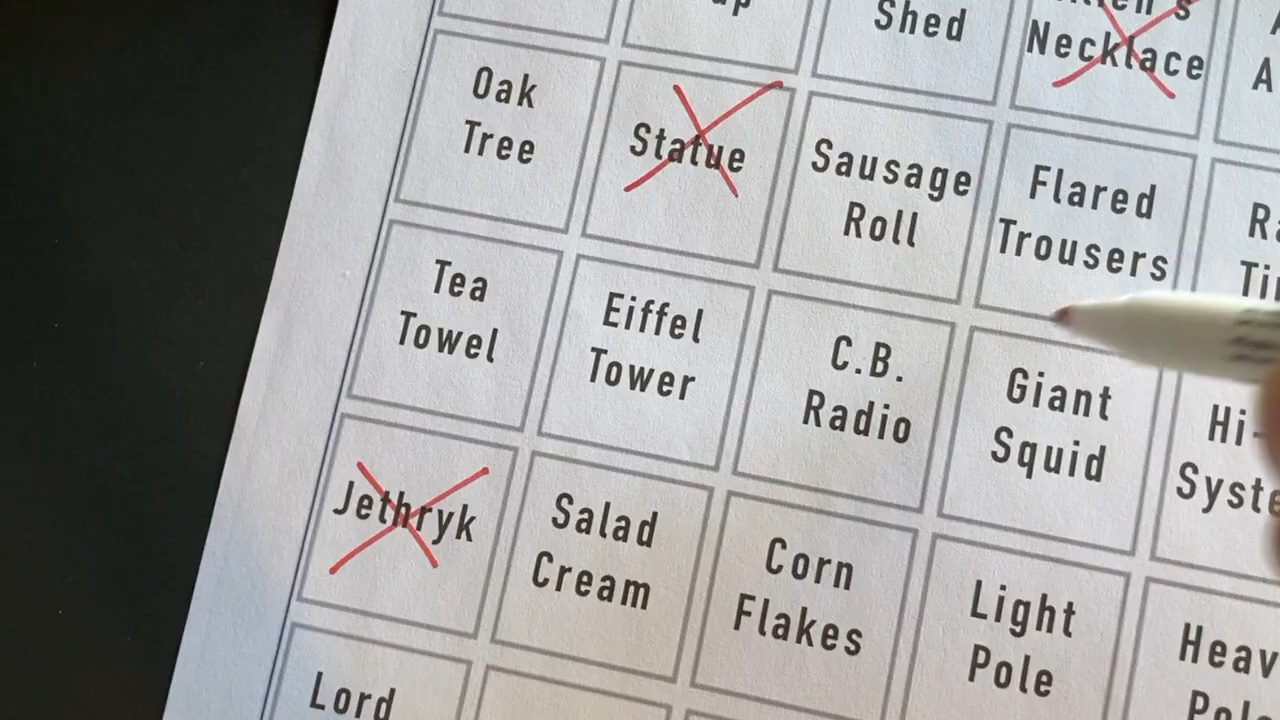 Shed
Necklace
Oak
Tree
Statue
Sausage
Roll
Flared
Trousers
Tea
Towel
Eiffel
Tower
C.B.
Radio
Giant
Squid
Jethryk
Salad
Cream
Corn
Flakes
Light
Pole
Lord